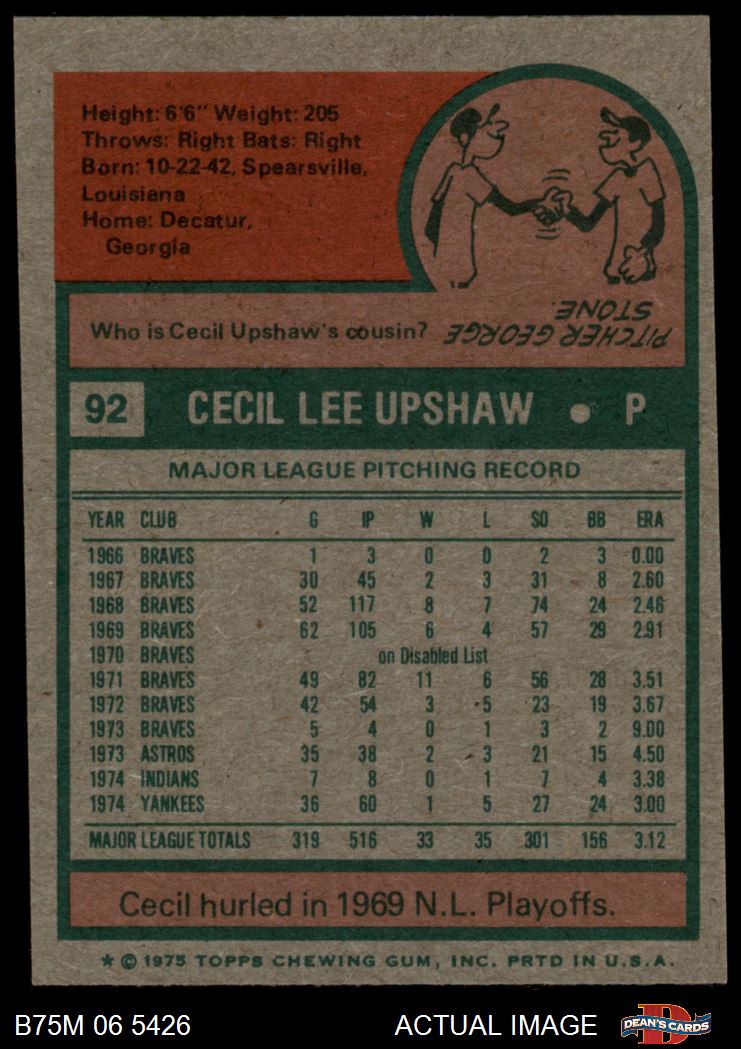 Height: 6'6" Weight: 205
Throws: Right Bats: Right
Born: 10-22-42, Spearsville,
Louisiana
Home: Decatur,
Georgia
Who is Cecil Upshaw's cousin?
PITCHER GEORGE
STONE.
92 CECIL LEE UPSHAW • P
MAJOR LEAGUE PITCHING RECORD
YEAR CLUB G IP W L SO BB ERA
1966 BRAVES 1 3 0 0 2 3 0.00
1967 BRAVES 30 45 2 3 31 8 2.60
1968 BRAVES 52 117 8 7 74 24 2.46
1969 BRAVES 62 105 6 4 57 29 2.91
1970 BRAVES on Disabled List
1971 BRAVES 49 82 11 6 56 28 3.51
1972 BRAVES 42 54 3 5 23 19 3.67
1973 BRAVES 5 4 0 1 3 2 9.00
1973 ASTROS 35 38 2 3 21 15 4.50
1974 INDIANS 7 8 0 1 7 4 3.38
1974 YANKEES 36 60 1 5 27 24 3.00
MAJOR LEAGUE TOTALS 319 516 33 35 301 156 3.12
Cecil hurled in 1969 N.L. Playoffs.
* © 1975 TOPPS CHEWING GUM, INC. PRTD IN U.S.A.
B75M 06 5426 ACTUAL IMAGE D DEAN'S CARDS